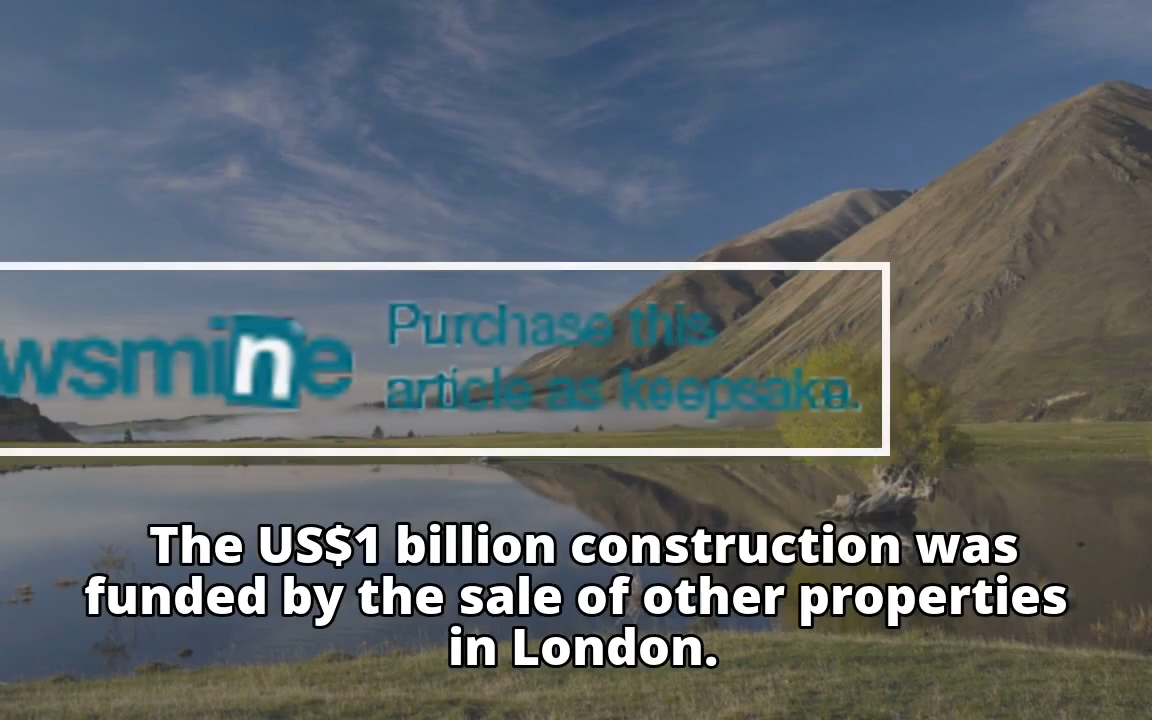 wsmine
Purchase this
article as keepsake.
The US$1 billion construction was
funded by the sale of other properties
in London.